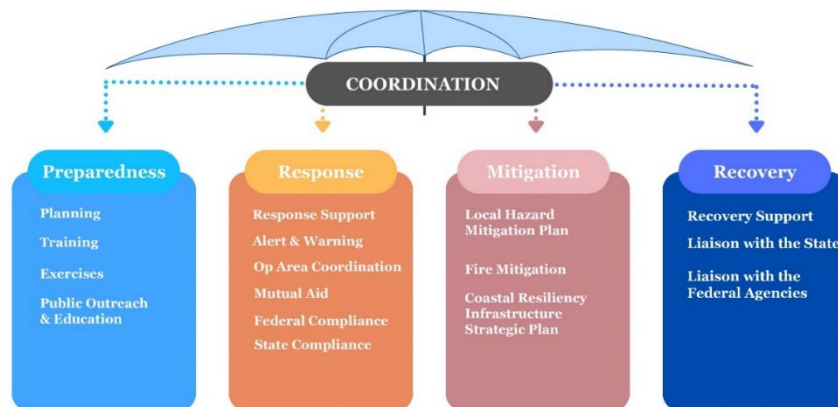 COORDINATION
Preparedness
Planning
Training
Exercises
Public Outreach
& Education
Response
Response Support
Alert & Warning
Op Area Coordination
Mutual Aid
Federal Compliance
State Compliance
Mitigation
Local Hazard
Mitigation Plan
Fire Mitigation
Coastal Resiliency
Infrastructure
Strategic Plan
Recovery
Recovery Support
Liaison with the State
Liaison with the
Federal Agencies